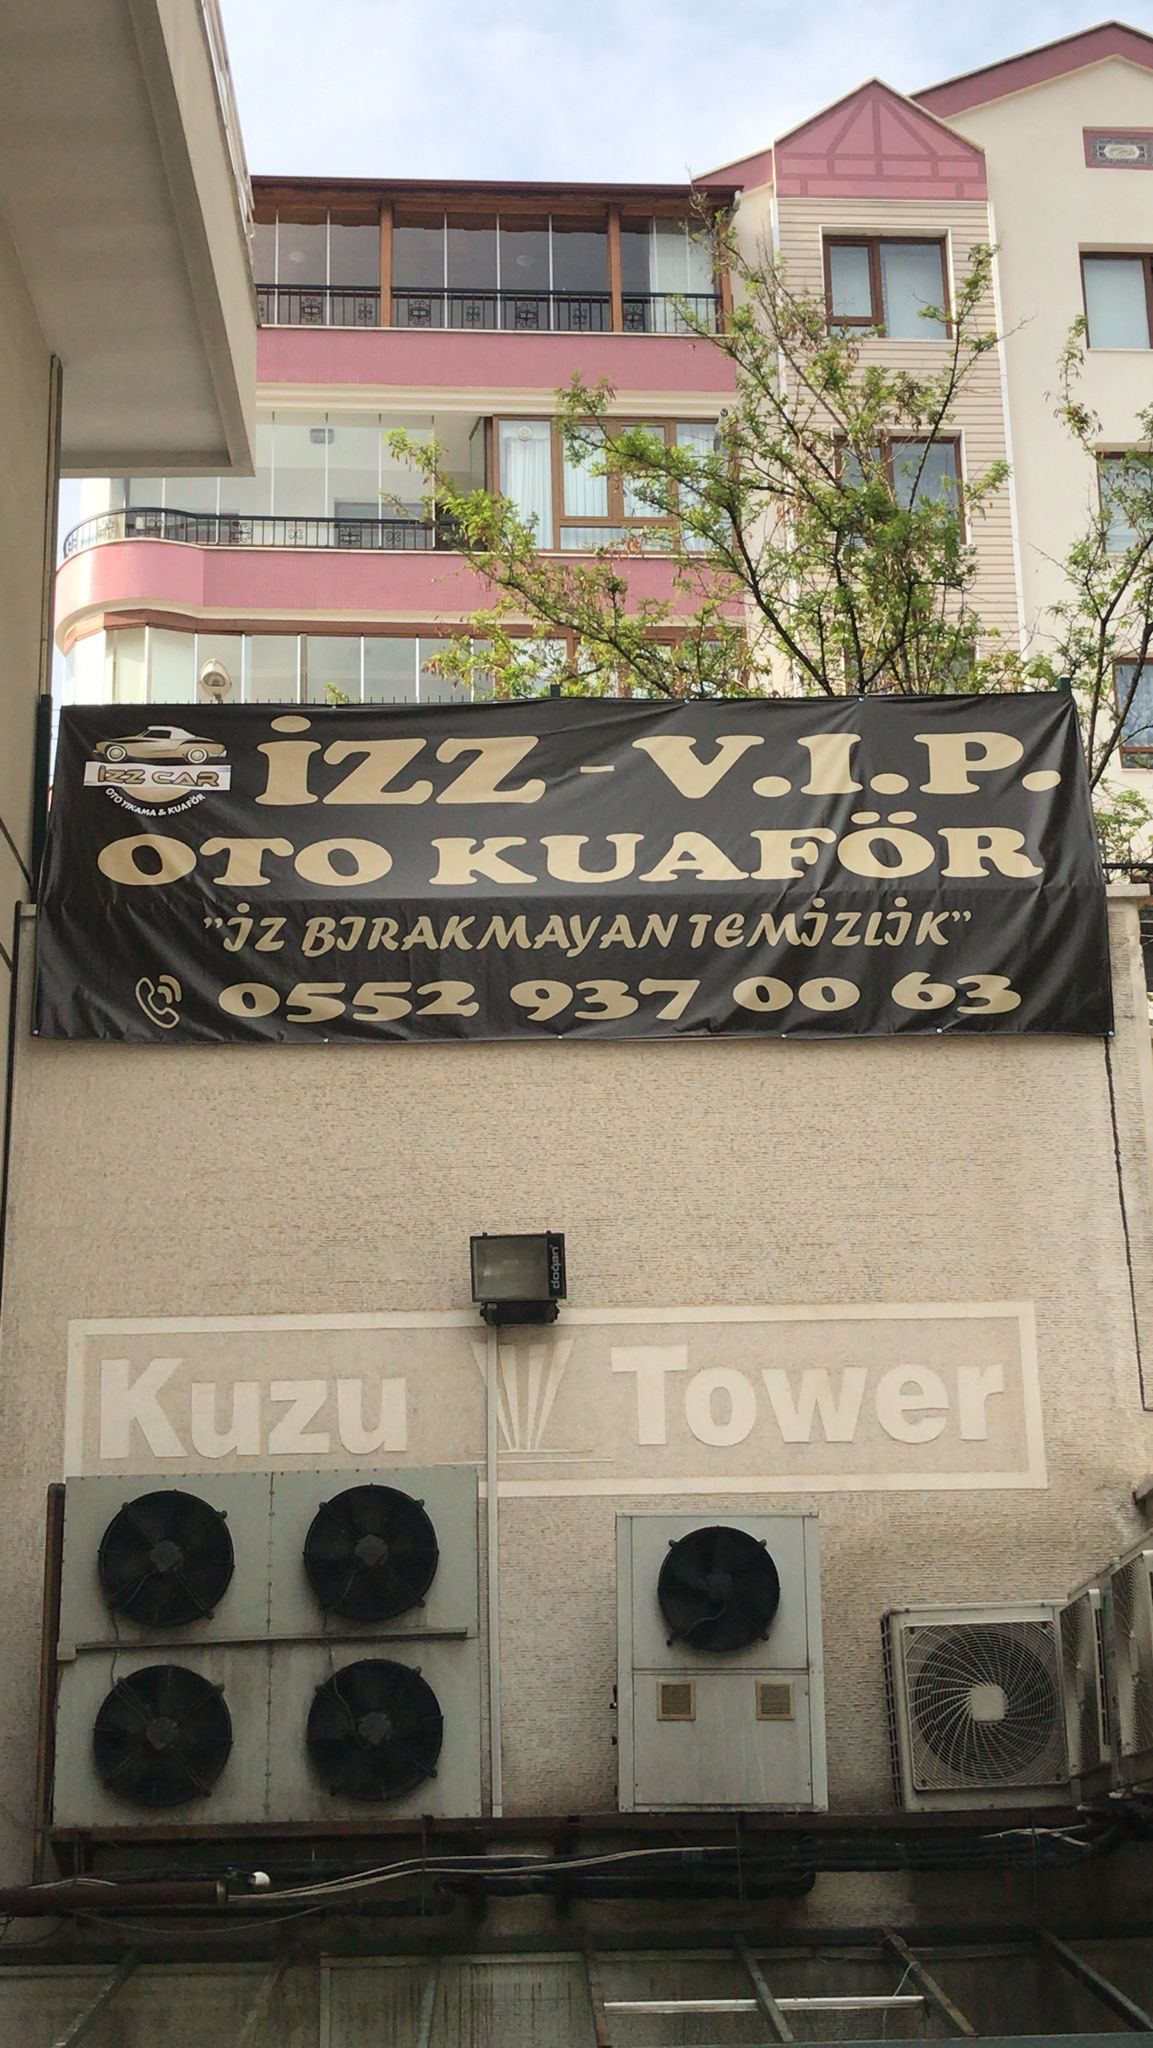 İZZ - V.I.P.
İZZ CAR
OTO YIKAMA & KUAFÖR
OTO KUAFÖR
"İZ BIRAKMAYAN TEMİZLİK"
0552 937 00 63
doğan
Kuzu Tower